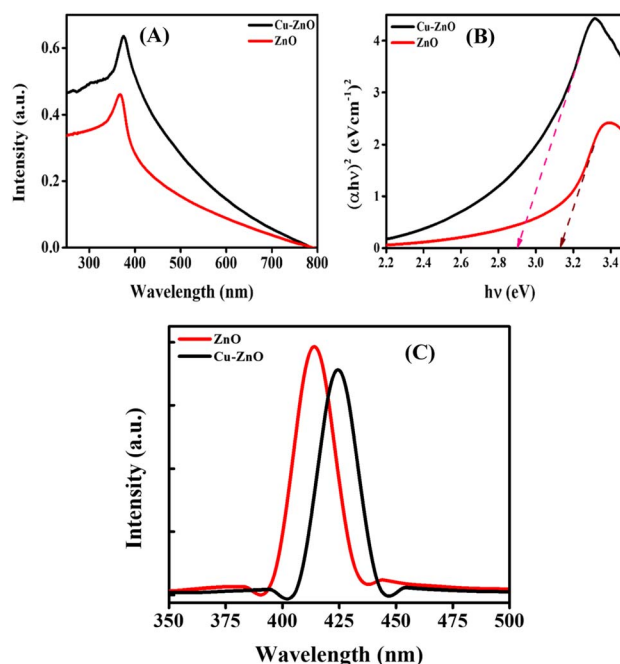 (A)
Cu-ZnO
ZnO
Intensity (a.u.)
0.6
0.4
0.2
0.0
300
400
500
600
700
800
Wavelength (nm)
(B)
Cu-ZnO
ZnO
(αhν)² (eVcm⁻¹)²
4
3
2
1
0
2.2
2.4
2.6
2.8
3.0
3.2
3.4
hν (eV)
(C)
ZnO
Cu-ZnO
Intensity (a.u.)
350
375
400
425
450
475
500
Wavelength (nm)